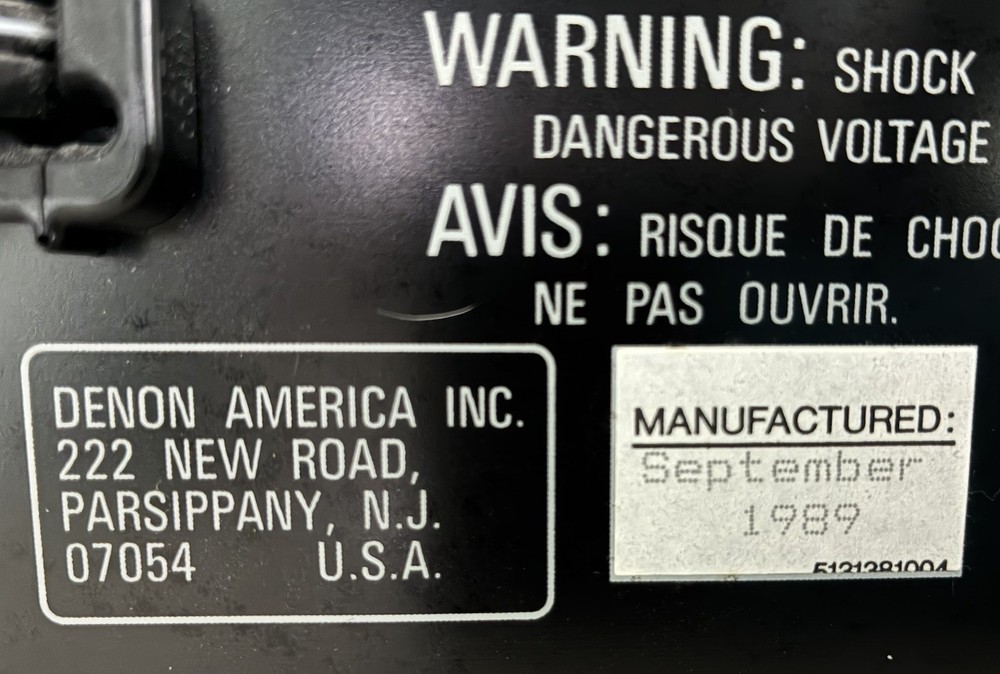 WARNING: SHOCK
DANGEROUS VOLTAGE
AVIS: RISQUE DE
NE PAS OUVRIR.
DENON AMERICA INC.
222 NEW ROAD,
PARSIPPANY, N.J.
07054 U.S.A.
MANUFACTURED:
September
1989